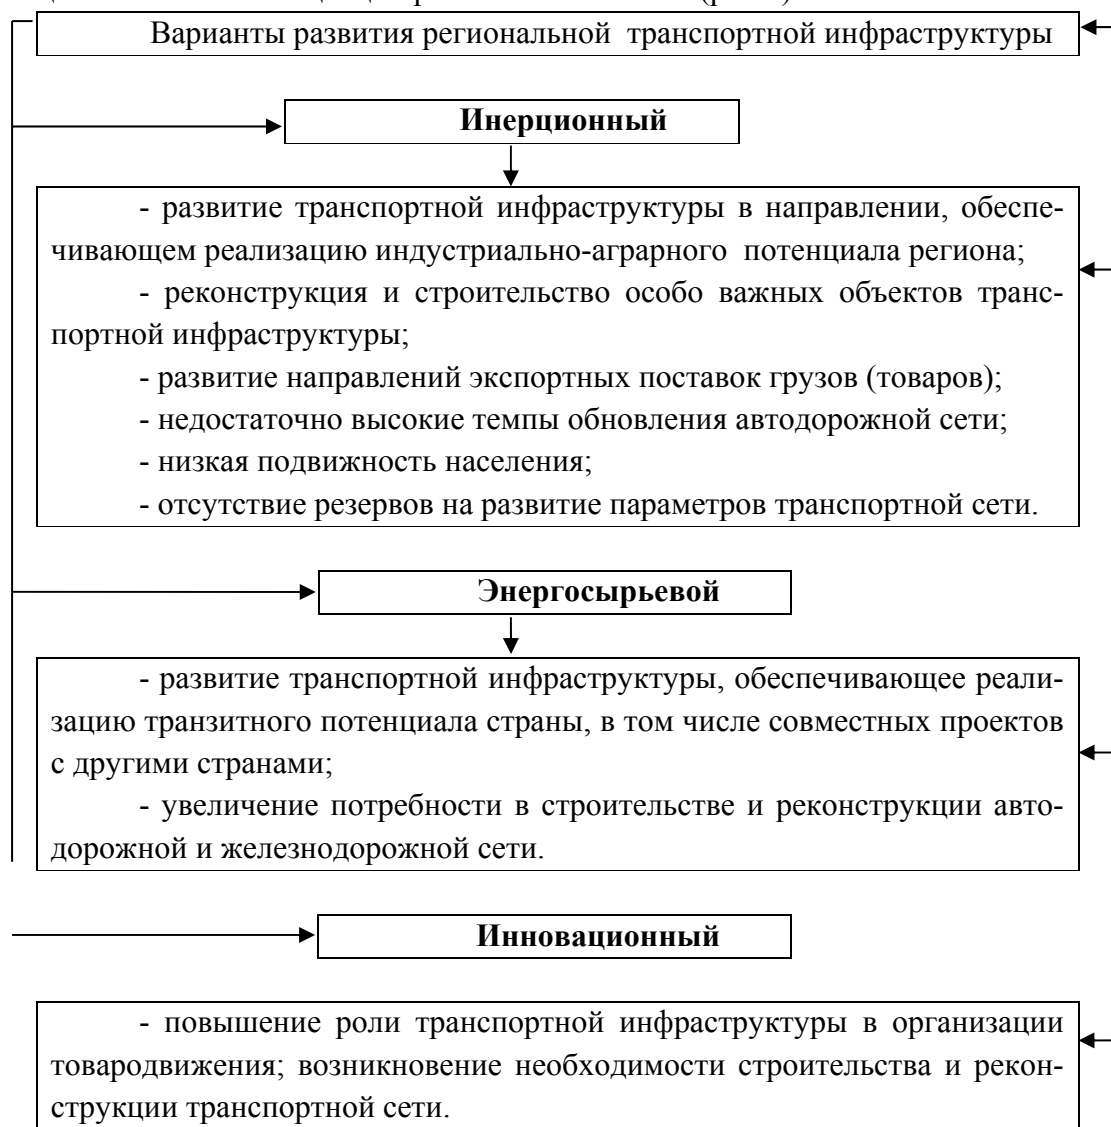 Варианты развития региональной транспортной инфраструктуры
Инерционный
- развитие транспортной инфраструктуры в направлении, обеспе-
чивающем реализацию индустриально-аграрного потенциала региона;
- реконструкция и строительство особо важных объектов транс-
портной инфраструктуры;
- развитие направлений экспортных поставок грузов (товаров);
- недостаточно высокие темпы обновления автодорожной сети;
- низкая подвижность населения;
- отсутствие резервов на развитие параметров транспортной сети.
Энергосырьевой
- развитие транспортной инфраструктуры, обеспечивающее реали-
зацию транзитного потенциала страны, в том числе совместных проектов
с другими странами;
- увеличение потребности в строительстве и реконструкции авто-
дорожной и железнодорожной сети.
Инновационный
- повышение роли транспортной инфраструктуры в организации
товародвижения; возникновение необходимости строительства и рекон-
струкции транспортной сети.